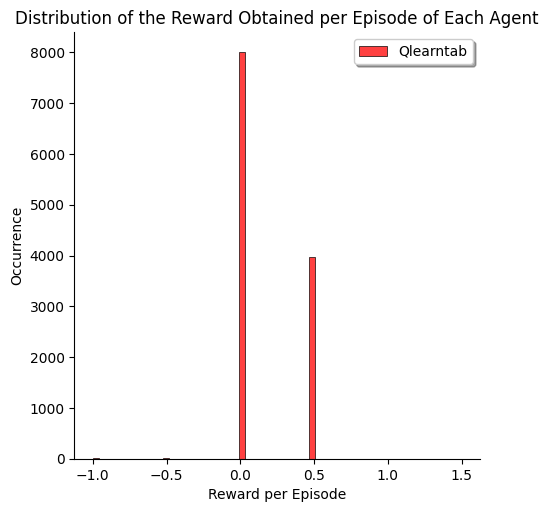 Distribution of the Reward Obtained per Episode of Each Agent
Qlearntab
8000
7000
6000
5000
4000
3000
2000
1000
0
Occurrence
−1.0 −0.5 0.0 0.5 1.0 1.5
Reward per Episode